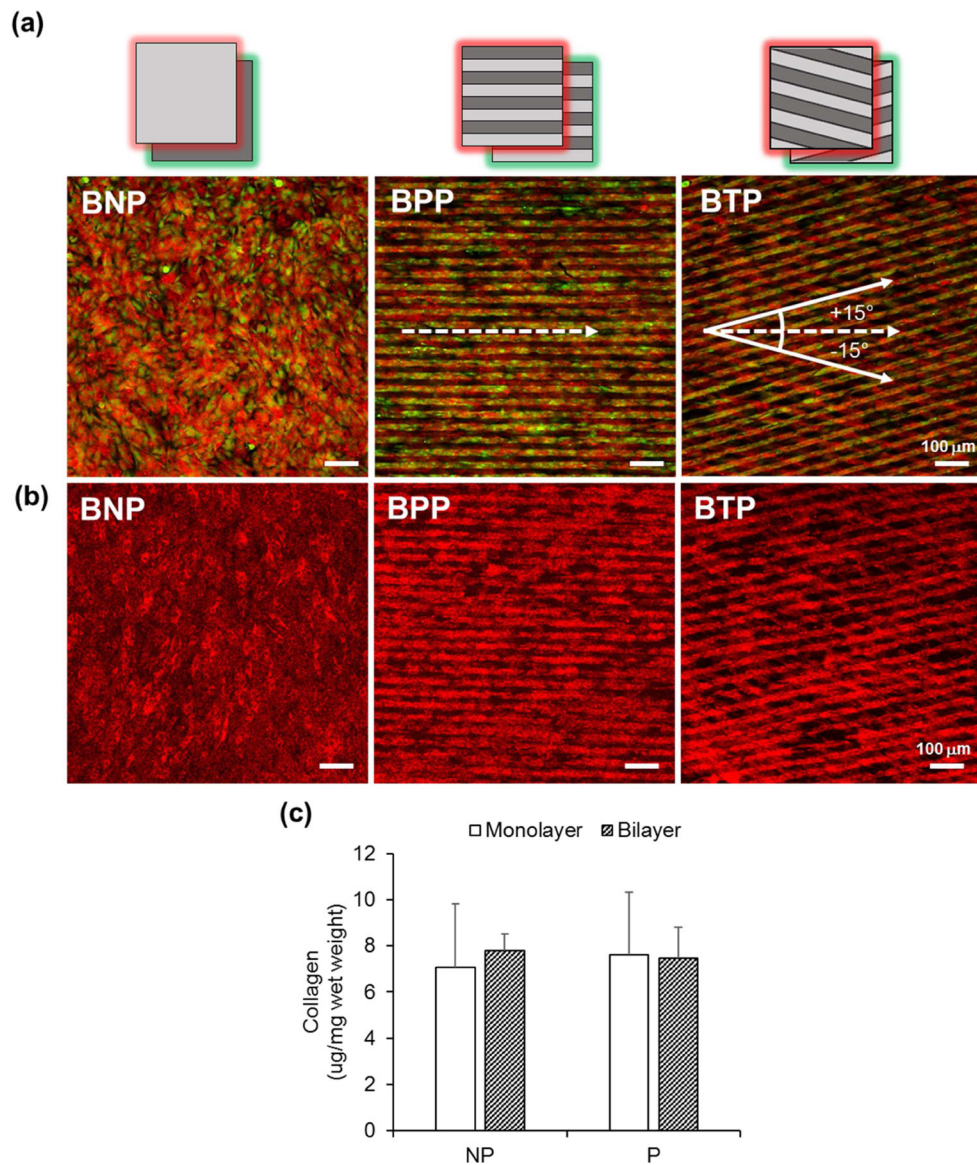 (a)
BNP
BPP
BTP
+15°
-15°
100 μm
(b)
BNP
BPP
BTP
100 μm
(c)
Monolayer
Bilayer
12
10
8
6
4
2
0
Collagen
(ug/mg wet weight)
NP
P